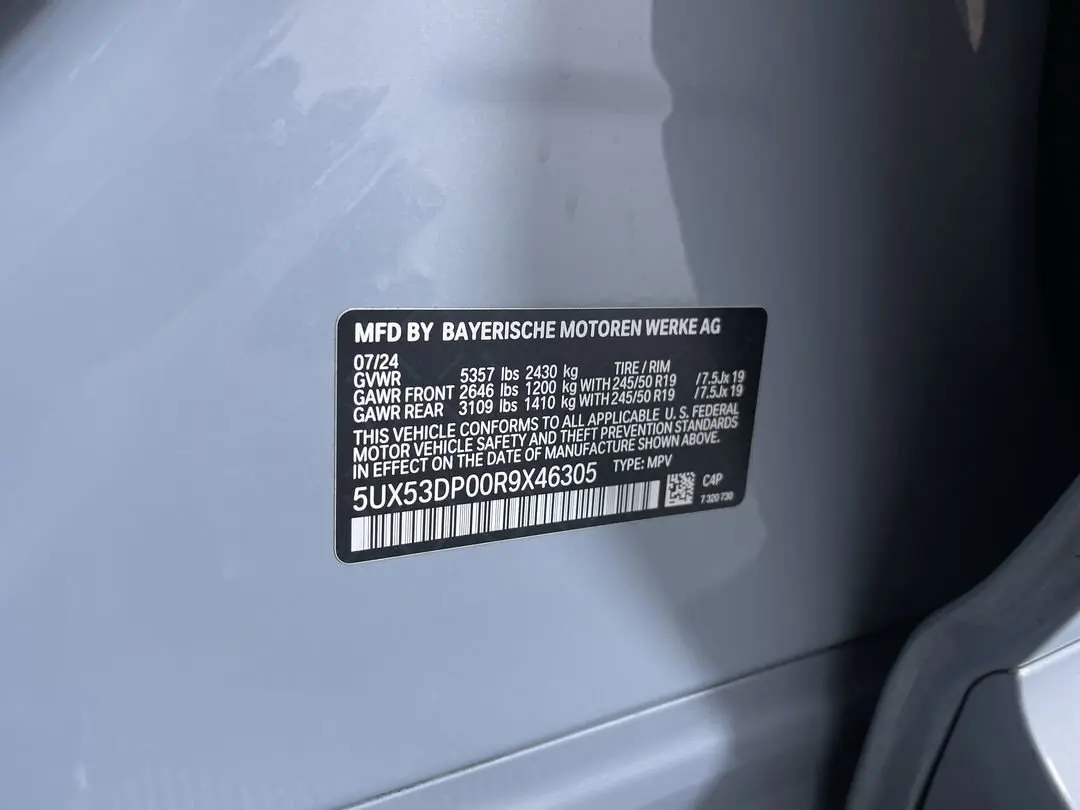 MFD BY BAYERISCHE MOTOREN WERKE AG
07/24
GVWR 5357 lbs 2430 kg TIRE / RIM
GAWR FRONT 2646 lbs 1200 kg WITH 245/50 R19 /7.5Jx19
GAWR REAR 3109 lbs 1410 kg WITH 245/50 R19 /7.5Jx19
THIS VEHICLE CONFORMS TO ALL APPLICABLE U.S. FEDERAL
MOTOR VEHICLE SAFETY AND THEFT PREVENTION STANDARDS
IN EFFECT ON THE DATE OF MANUFACTURE SHOWN ABOVE.
5UX53DP00R9X46305 TYPE: MPV
C4P
7 320 730